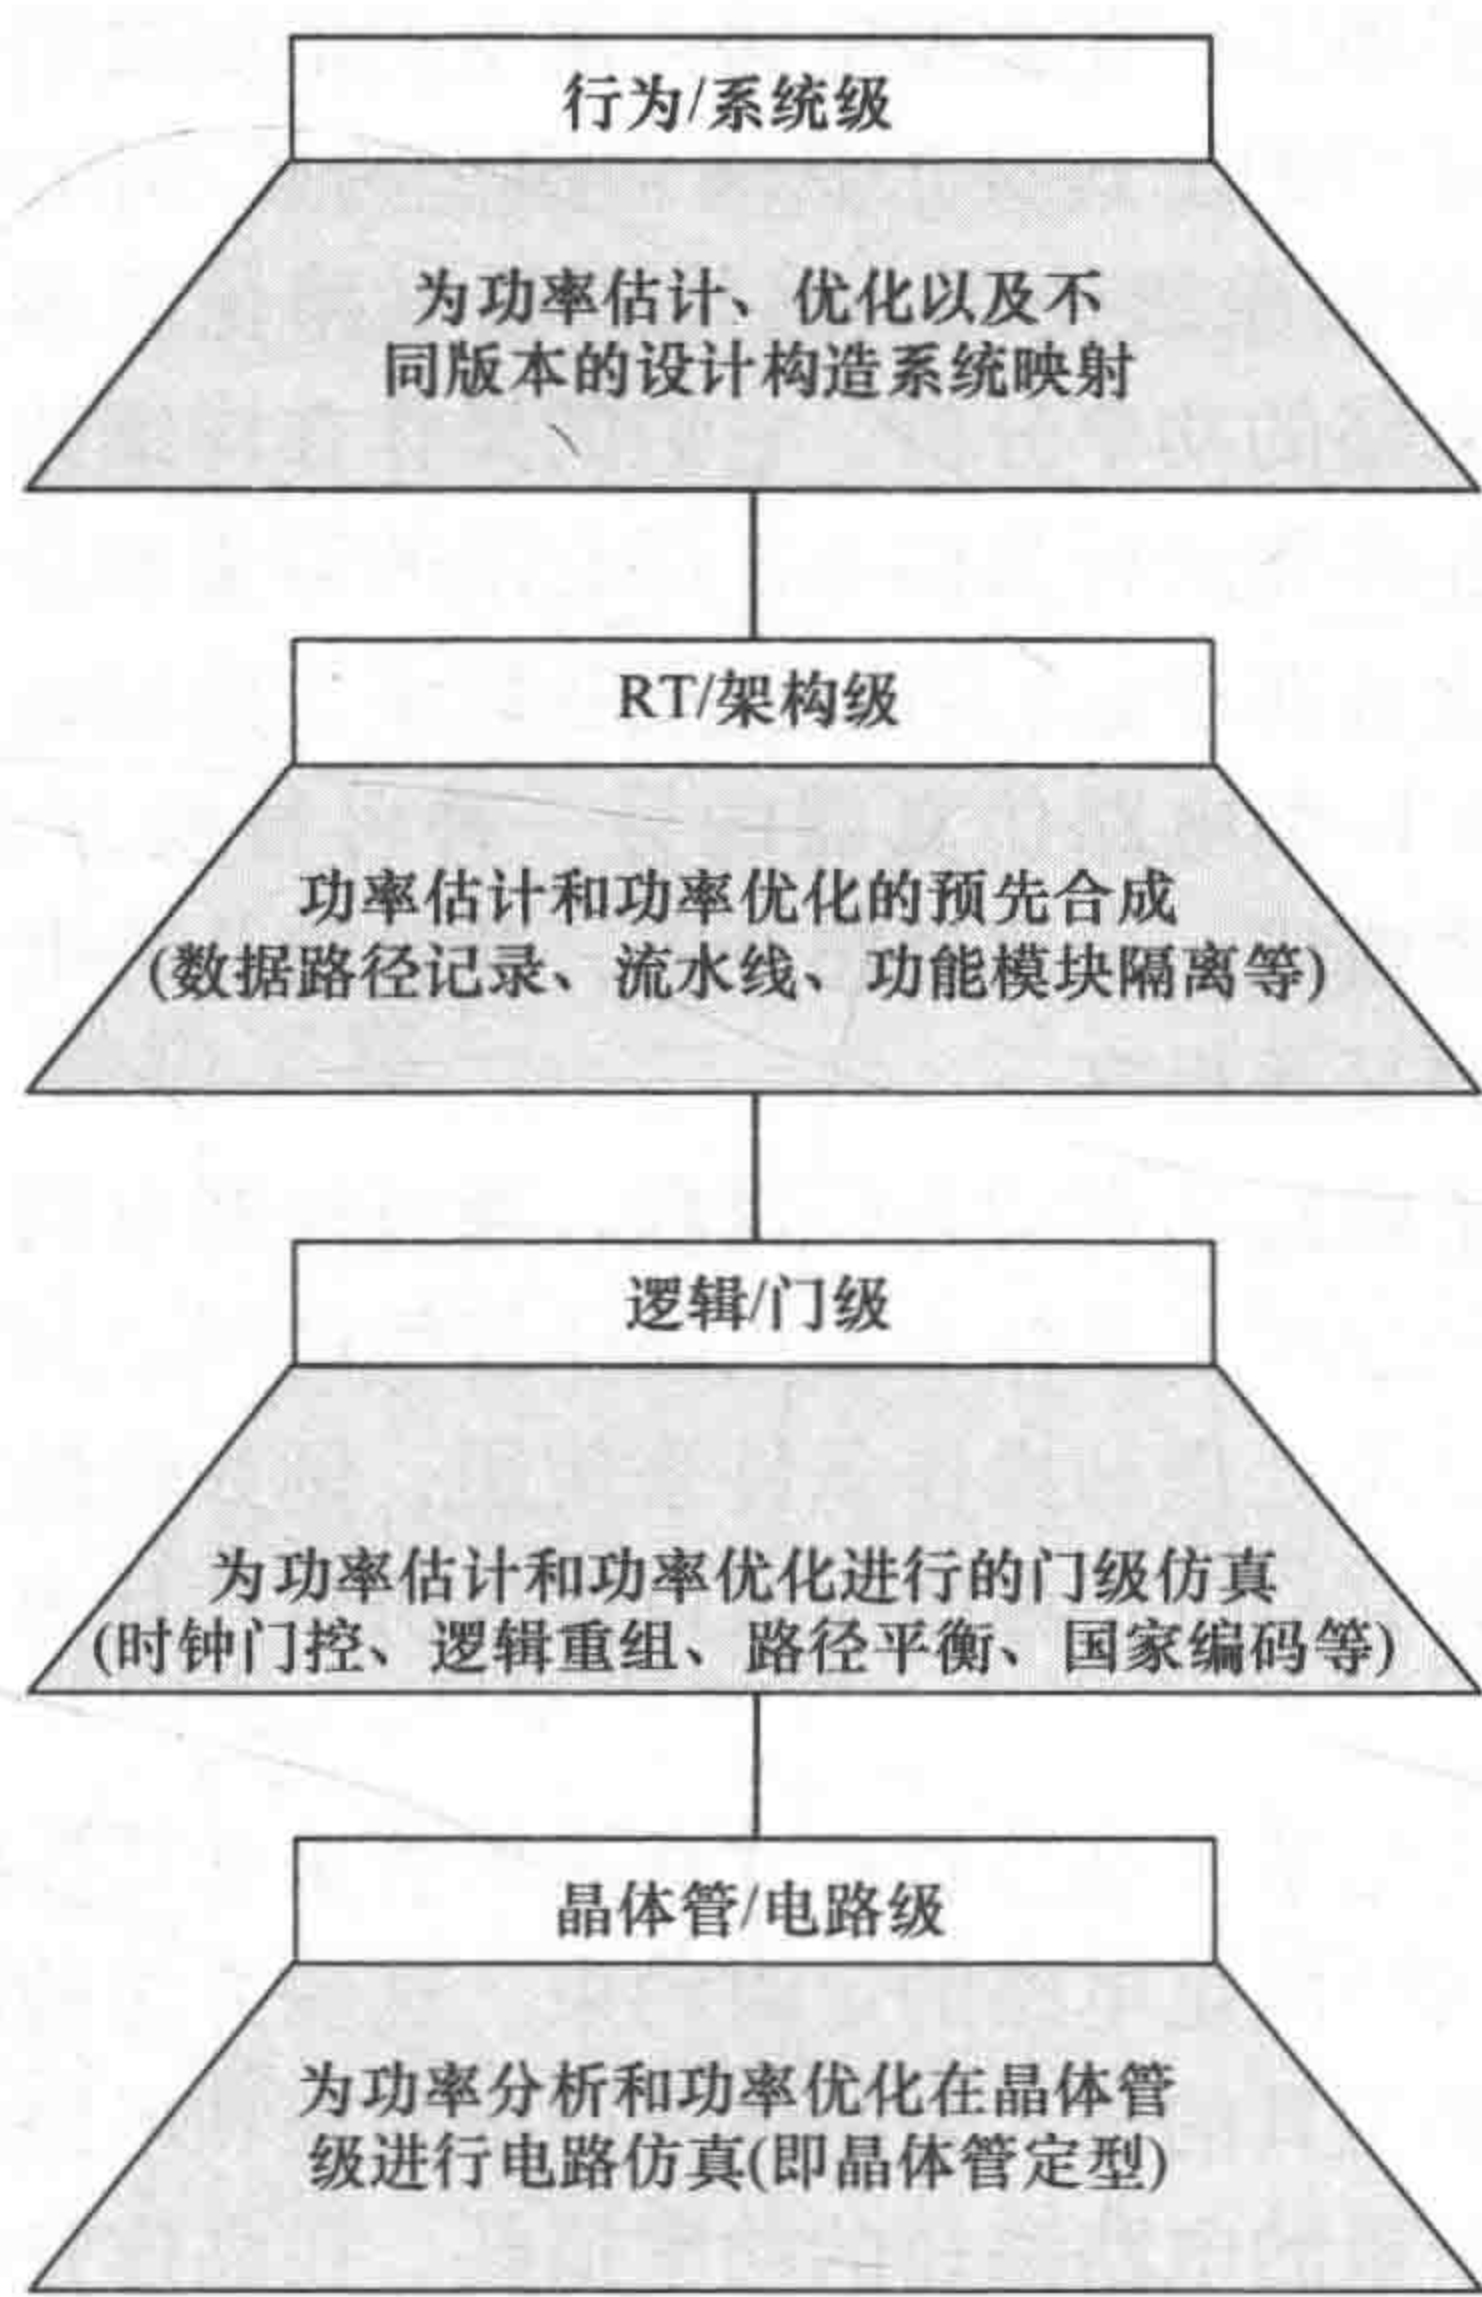 行为/系统级
为功率估计、优化以及不
同版本的设计构造系统映射
RT/架构级
功率估计和功率优化的预先合成
(数据路径记录、流水线、功能模块隔离等)
逻辑/门级
为功率估计和功率优化进行的门级仿真
(时钟门控、逻辑重组、路径平衡、国家编码等)
晶体管/电路级
为功率分析和功率优化在晶体管
级进行电路仿真(即晶体管定型)